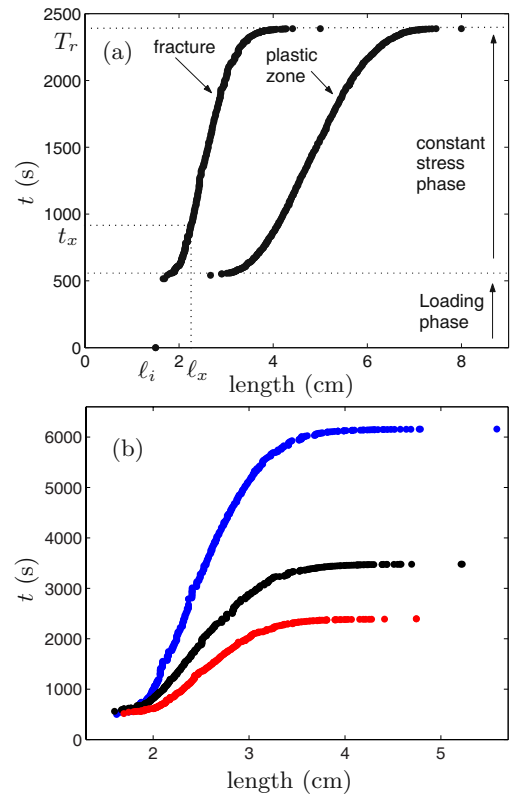 (a)
fracture
plastic
zone
constant
stress
phase
Loading
phase
T_r
t_x
2500
2000
1500
1000
500
0
t (s)
0 2 4 6 8
ℓ_i ℓ_x
length (cm)
(b)
6000
5000
4000
3000
2000
1000
0
t (s)
2 3 4 5
length (cm)